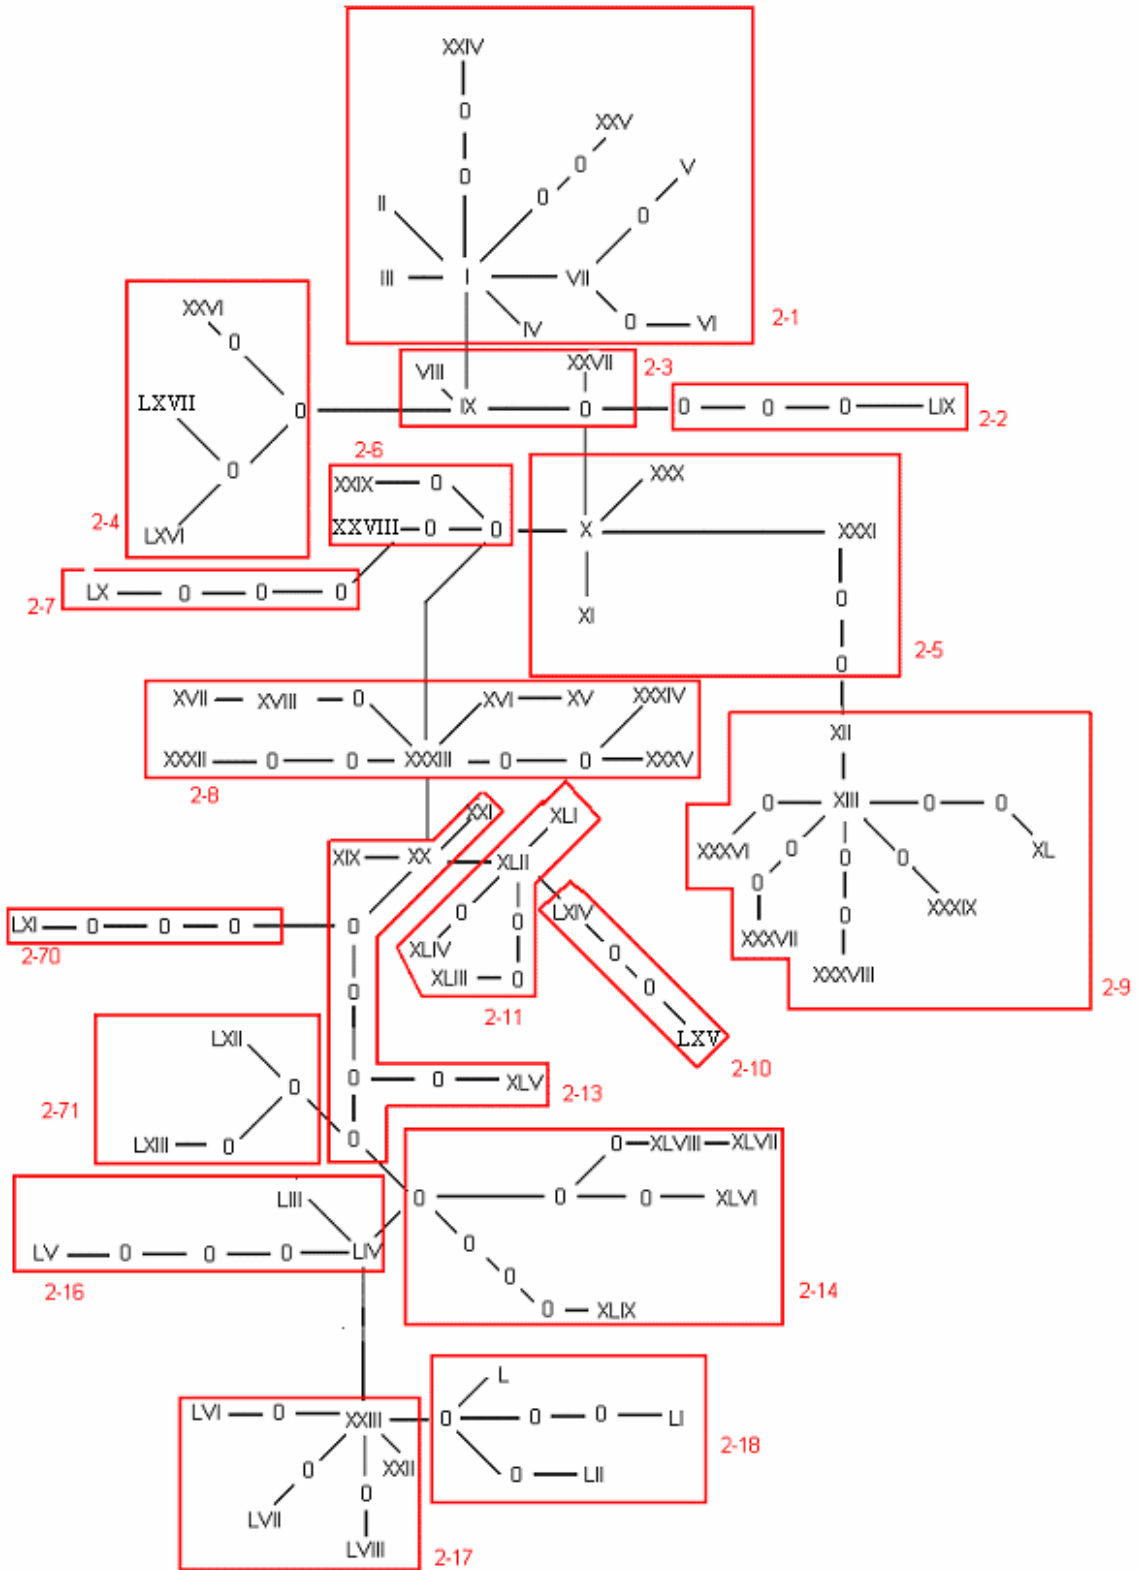 XXIV
0
XXV
0
0
V
0
II
0
0
III I VII
IV 0 VI
2-1
XXVI
0
VIII XXVII 2-3
LXVII
0 IX 0 0 0 0 LIX
2-2
2-6
0
XXIX 0
XXX
2-4
LXVI
XXVIII 0 0 X XXXI
LX 0 0 0
2-7
0
XI
2-5
0
XVII XVIII 0 XVI XV XXXIV
XXXII 0 0 XXXIII 0 0 XXXV
2-8
XII
XXI
XLI
0 XIII 0 0
XIX XX XLII
XXXVI 0 0 0 XL
0
LXIV
XXXIX
LXI 0 0 0 0
0 0
0
2-70
XLIV
0
XXXVII
XLIII 0
0
XXXVIII
2-9
0
2-11
0
LXII
LXV
2-10
0
0 0 XLV
2-13
2-71
LXIII 0
0
0 XLVIII XLVII
LIII
0 0 0 XLVI
LV 0 0 0 LIV
0
2-16
0
2-14
0 XLIX
L
LVI 0 XXIII 0 0 0 LI
2-18
0 XXII
0 LII
0
LVII
LVIII
2-17